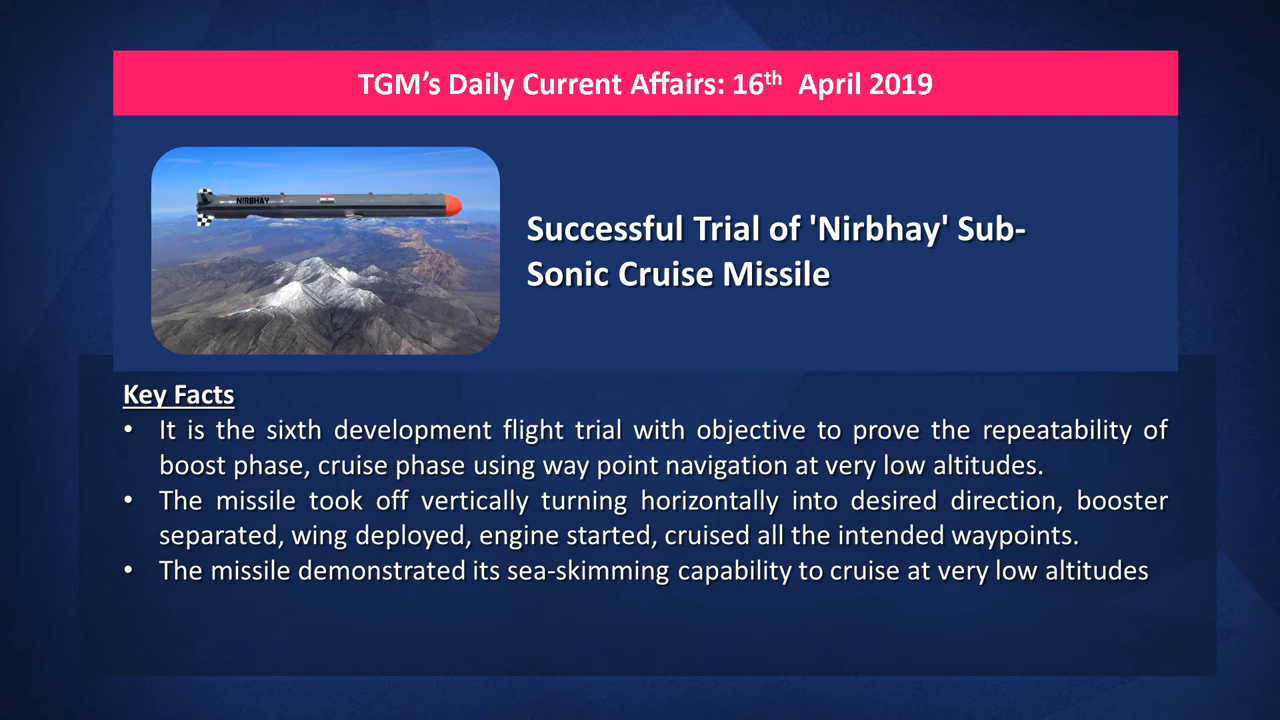 TGM’s Daily Current Affairs: 16th April 2019
NIRBHAY
Successful Trial of 'Nirbhay' Sub-
Sonic Cruise Missile
Key Facts
• It is the sixth development flight trial with objective to prove the repeatability of
boost phase, cruise phase using way point navigation at very low altitudes.
• The missile took off vertically turning horizontally into desired direction, booster
separated, wing deployed, engine started, cruised all the intended waypoints.
• The missile demonstrated its sea-skimming capability to cruise at very low altitudes